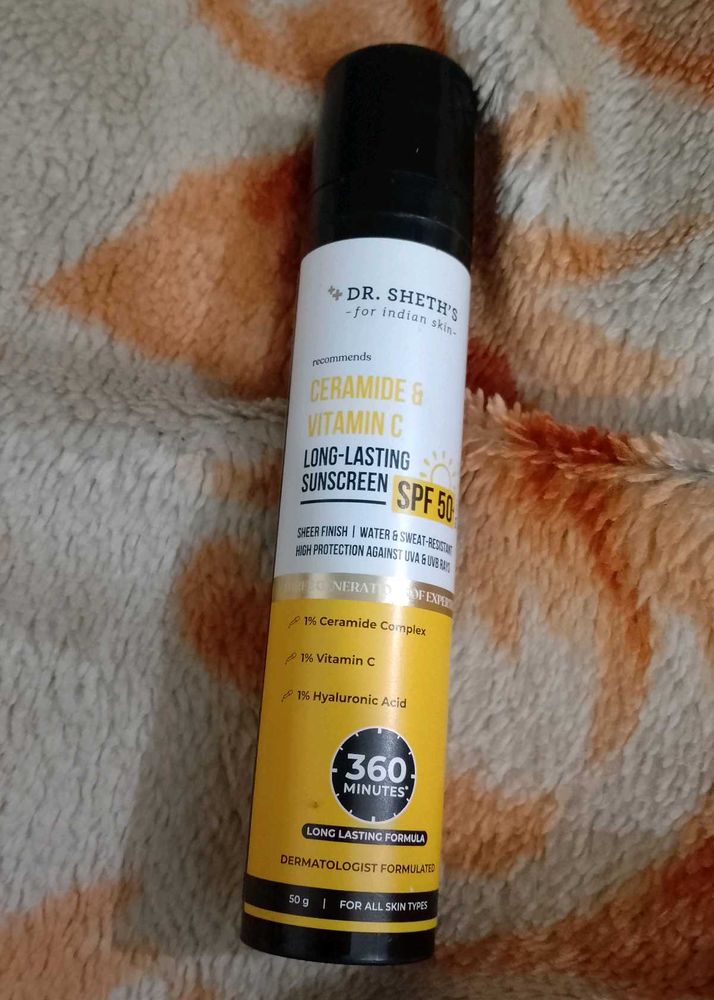 DR. SHETH'S
-for indian skin-
recommends
CERAMIDE &
VITAMIN C
LONG-LASTING
SUNSCREEN SPF 50+
SHEER FINISH | WATER & SWEAT-RESISTANT
HIGH PROTECTION AGAINST UVA & UVB RAYS
GENERATIONS OF
1% Ceramide Complex
1% Vitamin C
1% Hyaluronic Acid
360
MINUTES*
LONG LASTING FORMULA
DERMATOLOGIST FORMULATED
50 g | FOR ALL SKIN TYPES